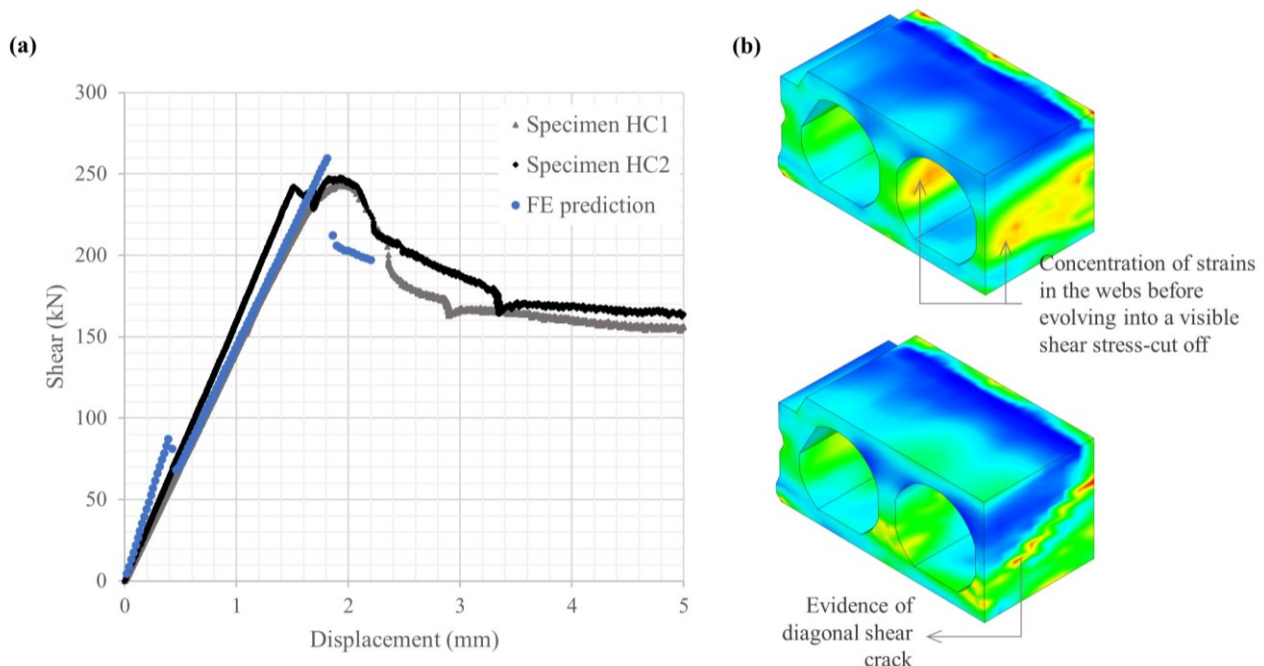 (a)
300
250
200
150
100
50
0
Shear (kN)
Specimen HC1
Specimen HC2
FE prediction
0 1 2 3 4 5
Displacement (mm)
(b)
Concentration of strains
in the webs before
evolving into a visible
shear stress-cut off
Evidence of
diagonal shear
crack